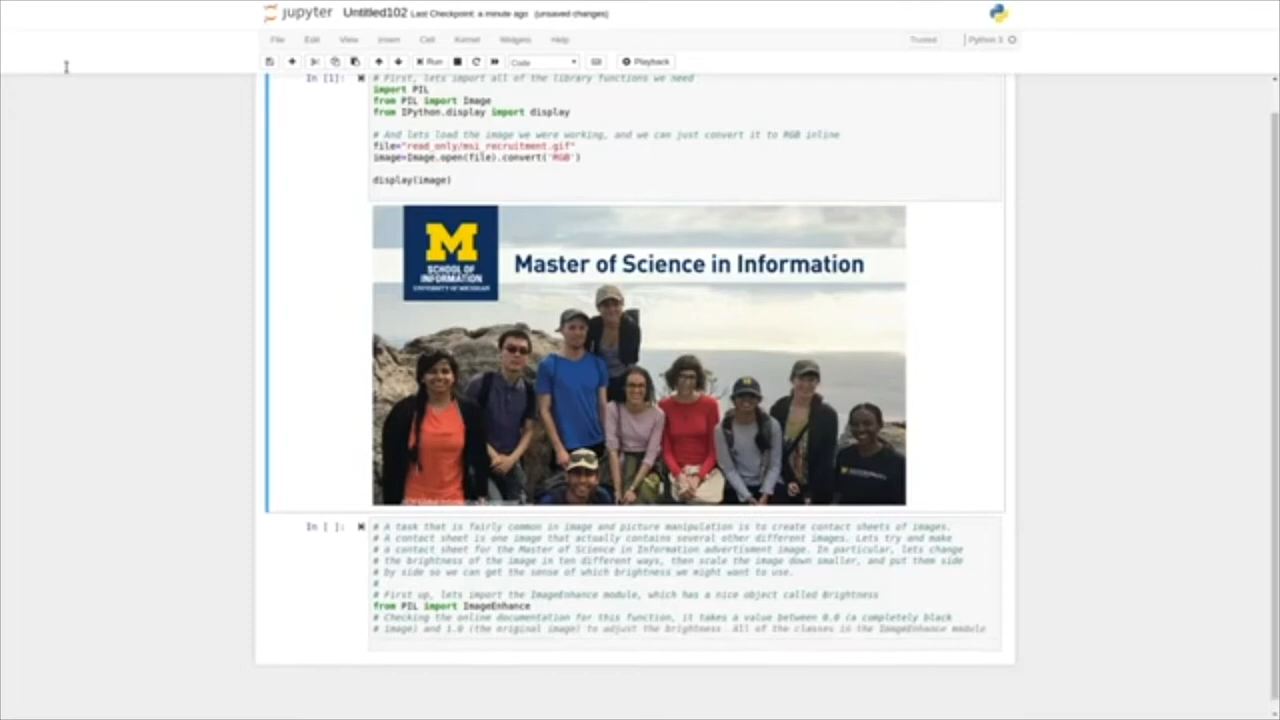 jupyter Untitled102 Last Checkpoint: a minute ago (unsaved changes)
File Edit View Insert Cell Kernel Widgets Help Trusted Python 3
Run Code Playback
In [1]: # First, lets import all of the library functions we need
import PIL
from PIL import Image
from IPython.display import display
# And lets load the image we were working, and we can just convert it to RGB inline
file="read_only/msi_recruitment.gif"
image=Image.open(file).convert('RGB')
display(image)
M
SCHOOL OF
INFORMATION
UNIVERSITY OF MICHIGAN
Master of Science in Information
In [ ]: # A task that is fairly common in image and picture manipulation is to create contact sheets of images.
# A contact sheet is one image that actually contains several other different images. Lets try and make
# a contact sheet for the Master of Science in Information advertisment image. In particular, lets change
# the brightness of the image in ten different ways, then scale the image down smaller, and put them side
# by side so we can get the sense of which brightness we might want to use.
#
# First up, lets import the ImageEnhance module, which has a nice object called Brightness
from PIL import ImageEnhance
# Checking the online documentation for this function, it takes a value between 0.0 (a completely black
# image) and 1.0 (the original image) to adjust the brightness. All of the classes in the ImageEnhance module